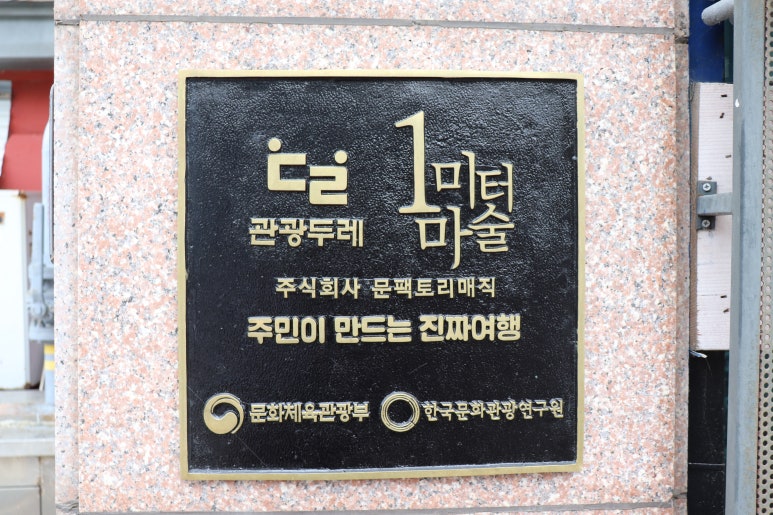 관광두레
1미터
마술
주식회사 문팩토리매직
주민이 만드는 진짜여행
문화체육관광부 한국문화관광연구원